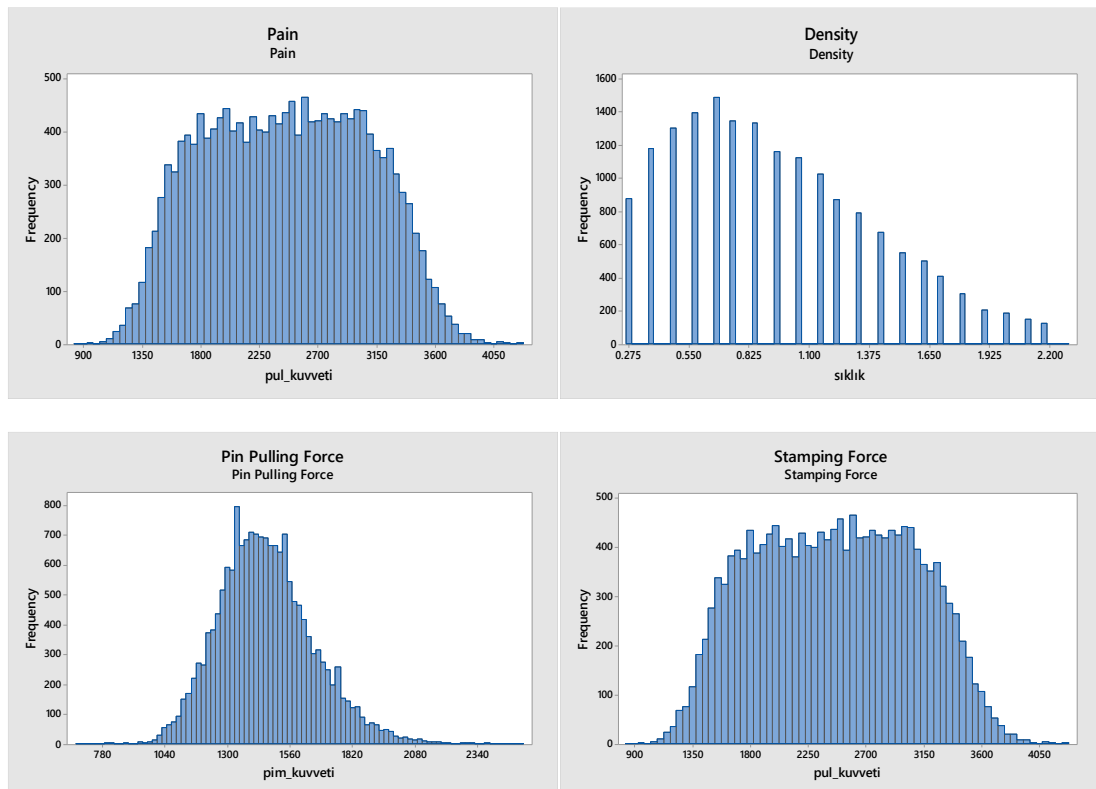 Pain
Pain
500
400
300
200
100
0
Frequency
900 1350 1800 2250 2700 3150 3600 4050
pul_kuvveti
Density
Density
1600
1400
1200
1000
800
600
400
200
0
Frequency
0.275 0.550 0.825 1.100 1.375 1.650 1.925 2.200
sıklık
Pin Pulling Force
Pin Pulling Force
800
700
600
500
400
300
200
100
0
Frequency
780 1040 1300 1560 1820 2080 2340
pim_kuvveti
Stamping Force
Stamping Force
500
400
300
200
100
0
Frequency
900 1350 1800 2250 2700 3150 3600 4050
pul_kuvveti